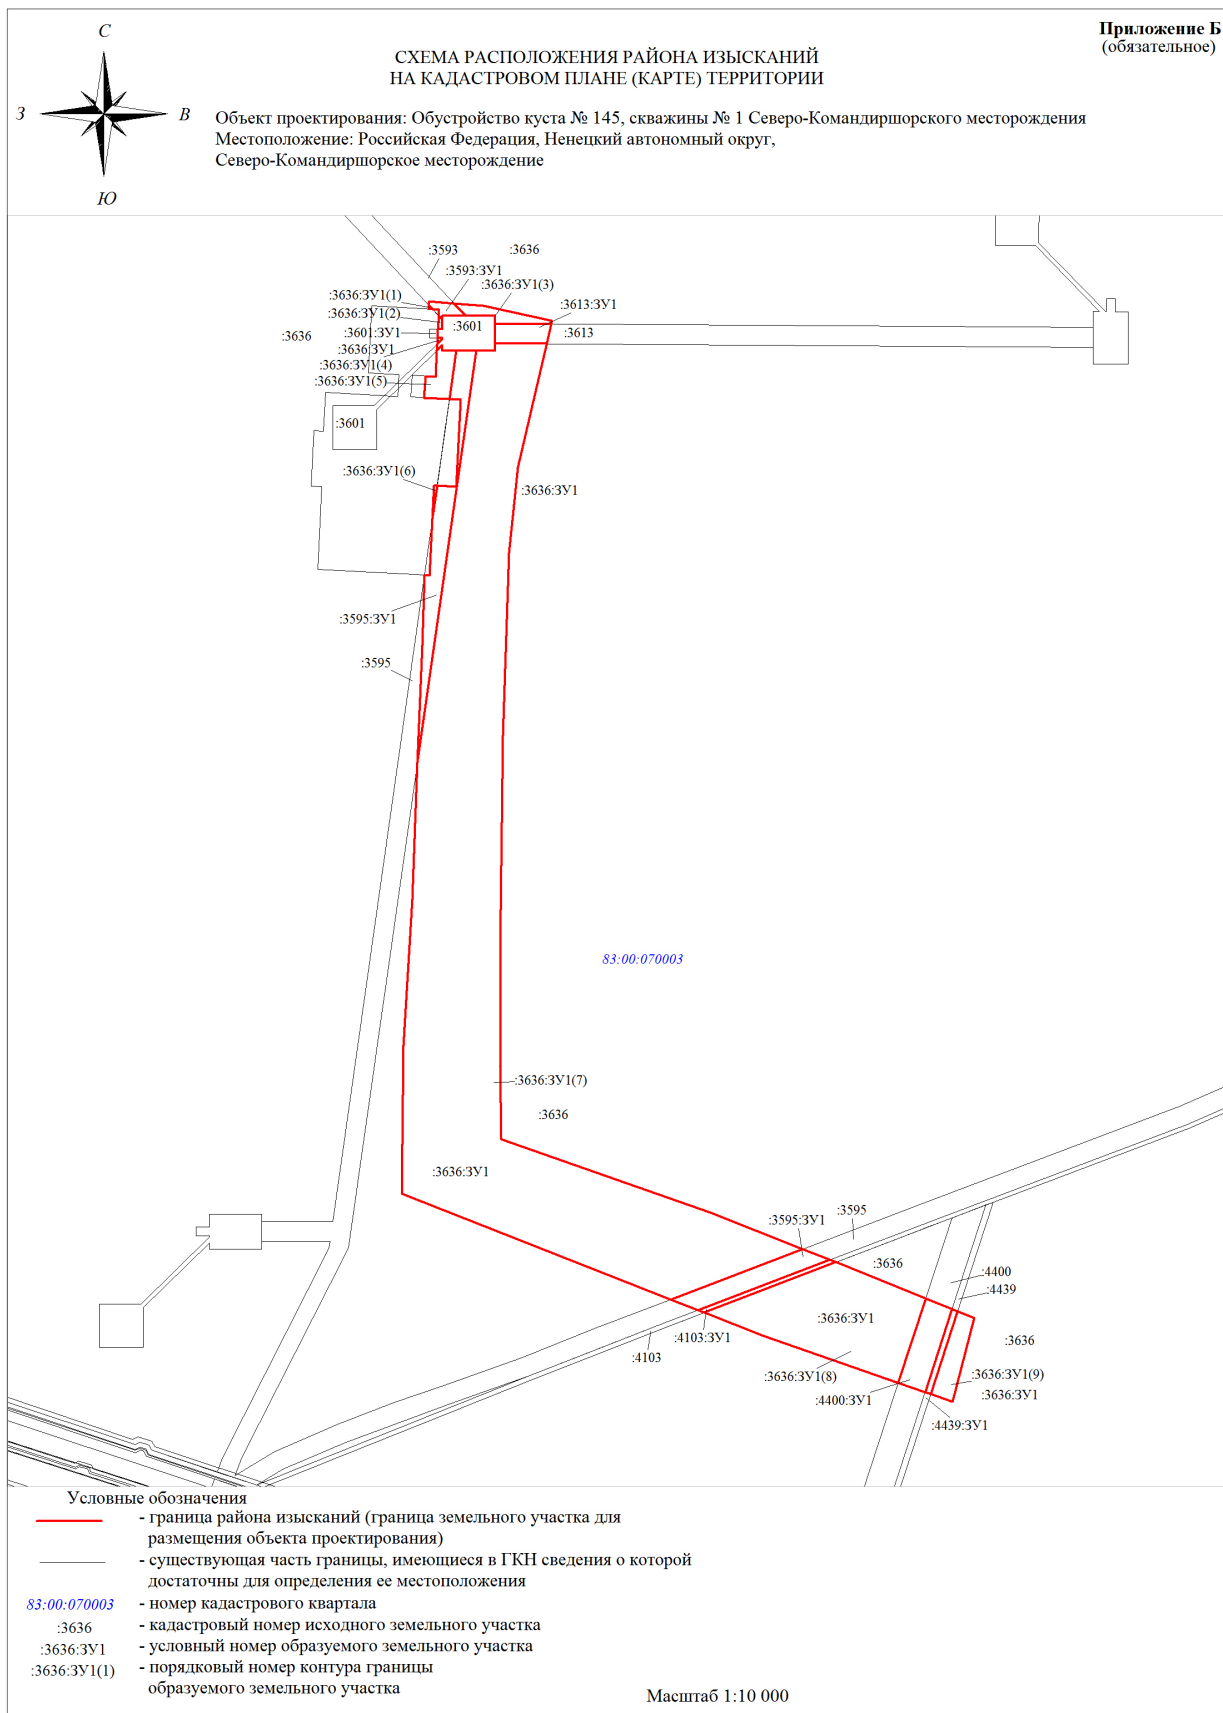 Приложение Б
(обязательное)
С
З
В
Ю
СХЕМА РАСПОЛОЖЕНИЯ РАЙОНА ИЗЫСКАНИЙ
НА КАДАСТРОВОМ ПЛАНЕ (КАРТЕ) ТЕРРИТОРИИ
Объект проектирования: Обустройство куста № 145, скважины № 1 Северо-Командиршорского месторождения
Местоположение: Российская Федерация, Ненецкий автономный округ,
Северо-Командиршорское месторождение
:3593
:3636
:3593:ЗУ1
:3636:ЗУ1(3)
:3636:ЗУ1(1)
:3613:ЗУ1
:3636:ЗУ1(2)
:3601
:3601:ЗУ1
:3613
:3636
:3636:ЗУ1
:3636:ЗУ1(4)
:3636:ЗУ1(5)
:3601
:3636:ЗУ1(6)
:3636:ЗУ1
:3595:ЗУ1
:3595
83:00:070003
:3636:ЗУ1(7)
:3636
:3636:ЗУ1
:3595
:3595:ЗУ1
:3636
:4400
:4439
:3636:ЗУ1
:4103:ЗУ1
:3636
:4103
:3636:ЗУ1(8)
:3636:ЗУ1(9)
:3636:ЗУ1
:4400:ЗУ1
:4439:ЗУ1
Условные обозначения
- граница района изысканий (граница земельного участка для
размещения объекта проектирования)
- существующая часть границы, имеющиеся в ГКН сведения о которой
достаточны для определения ее местоположения
83:00:070003 - номер кадастрового квартала
:3636 - кадастровый номер исходного земельного участка
:3636:ЗУ1 - условный номер образуемого земельного участка
:3636:ЗУ1(1) - порядковый номер контура границы
образуемого земельного участка
Масштаб 1:10 000